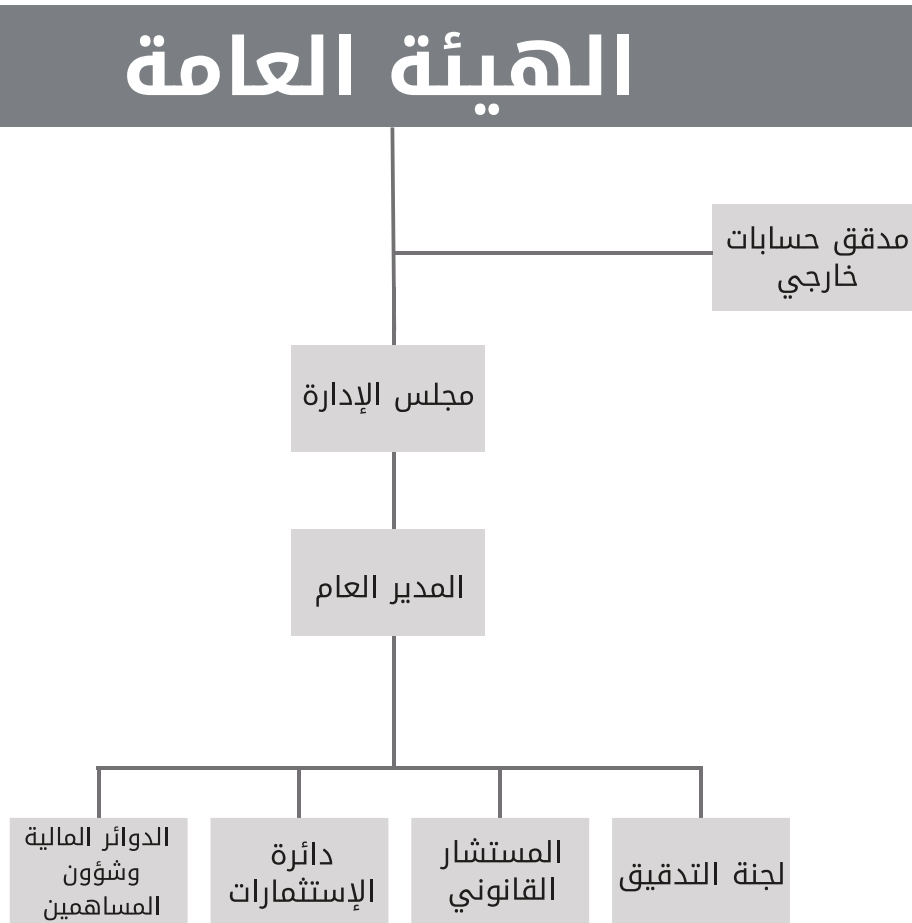 الهيئة العامة
مدقق حسابات
خارجي
مجلس الإدارة
المدير العام
لجنة التدقيق
المستشار
القانوني
دائرة
الإستثمارات
الدوائر المالية
وشؤون
المساهمين